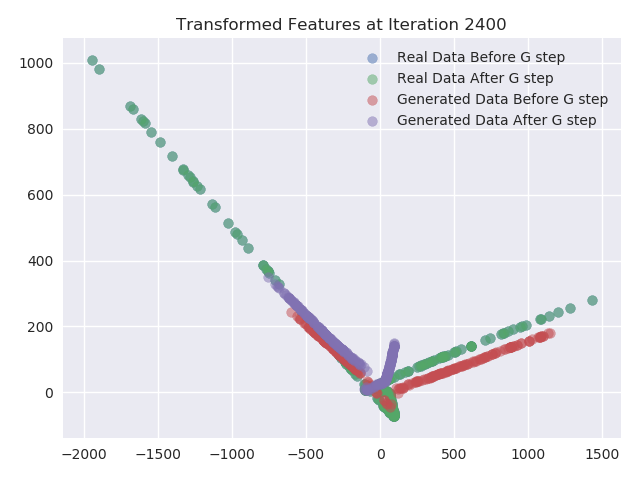 Transformed Features at Iteration 2400
Real Data Before G step
Real Data After G step
Generated Data Before G step
Generated Data After G step
1000
800
600
400
200
0
−2000 −1500 −1000 −500 0 500 1000 1500